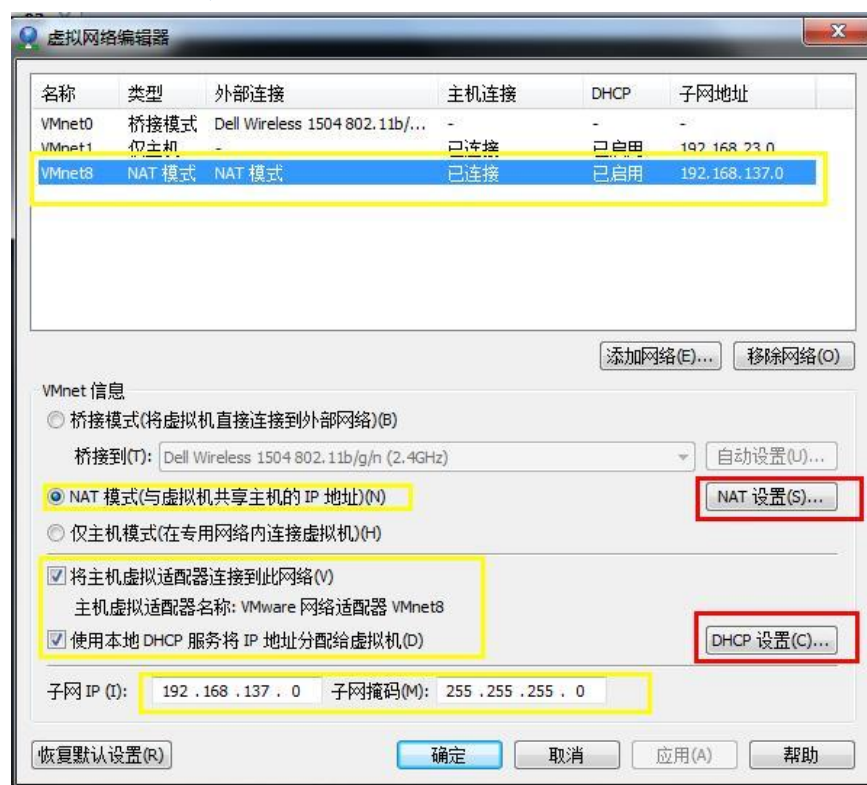 虚拟网络编辑器
名称 类型 外部连接 主机连接 DHCP 子网地址
VMnet0 桥接模式 Dell Wireless 1504 802.11b/... - - -
VMnet1 仅主机 - 已连接 已启用 192.168.23.0
VMnet8 NAT 模式 NAT 模式 已连接 已启用 192.168.137.0
添加网络(E)... 移除网络(O)
VMnet 信息
桥接模式(将虚拟机直接连接到外部网络)(B)
桥接到(T): Dell Wireless 1504 802.11b/g/n (2.4GHz) 自动设置(U)...
NAT 模式(与虚拟机共享主机的 IP 地址)(N) NAT 设置(S)...
仅主机模式(在专用网络内连接虚拟机)(H)
将主机虚拟适配器连接到此网络(V)
主机虚拟适配器名称: VMware 网络适配器 VMnet8
使用本地 DHCP 服务将 IP 地址分配给虚拟机(D) DHCP 设置(C)...
子网 IP (I): 192 . 168 . 137 . 0 子网掩码(M): 255 . 255 . 255 . 0
恢复默认设置(R) 确定 取消 应用(A) 帮助